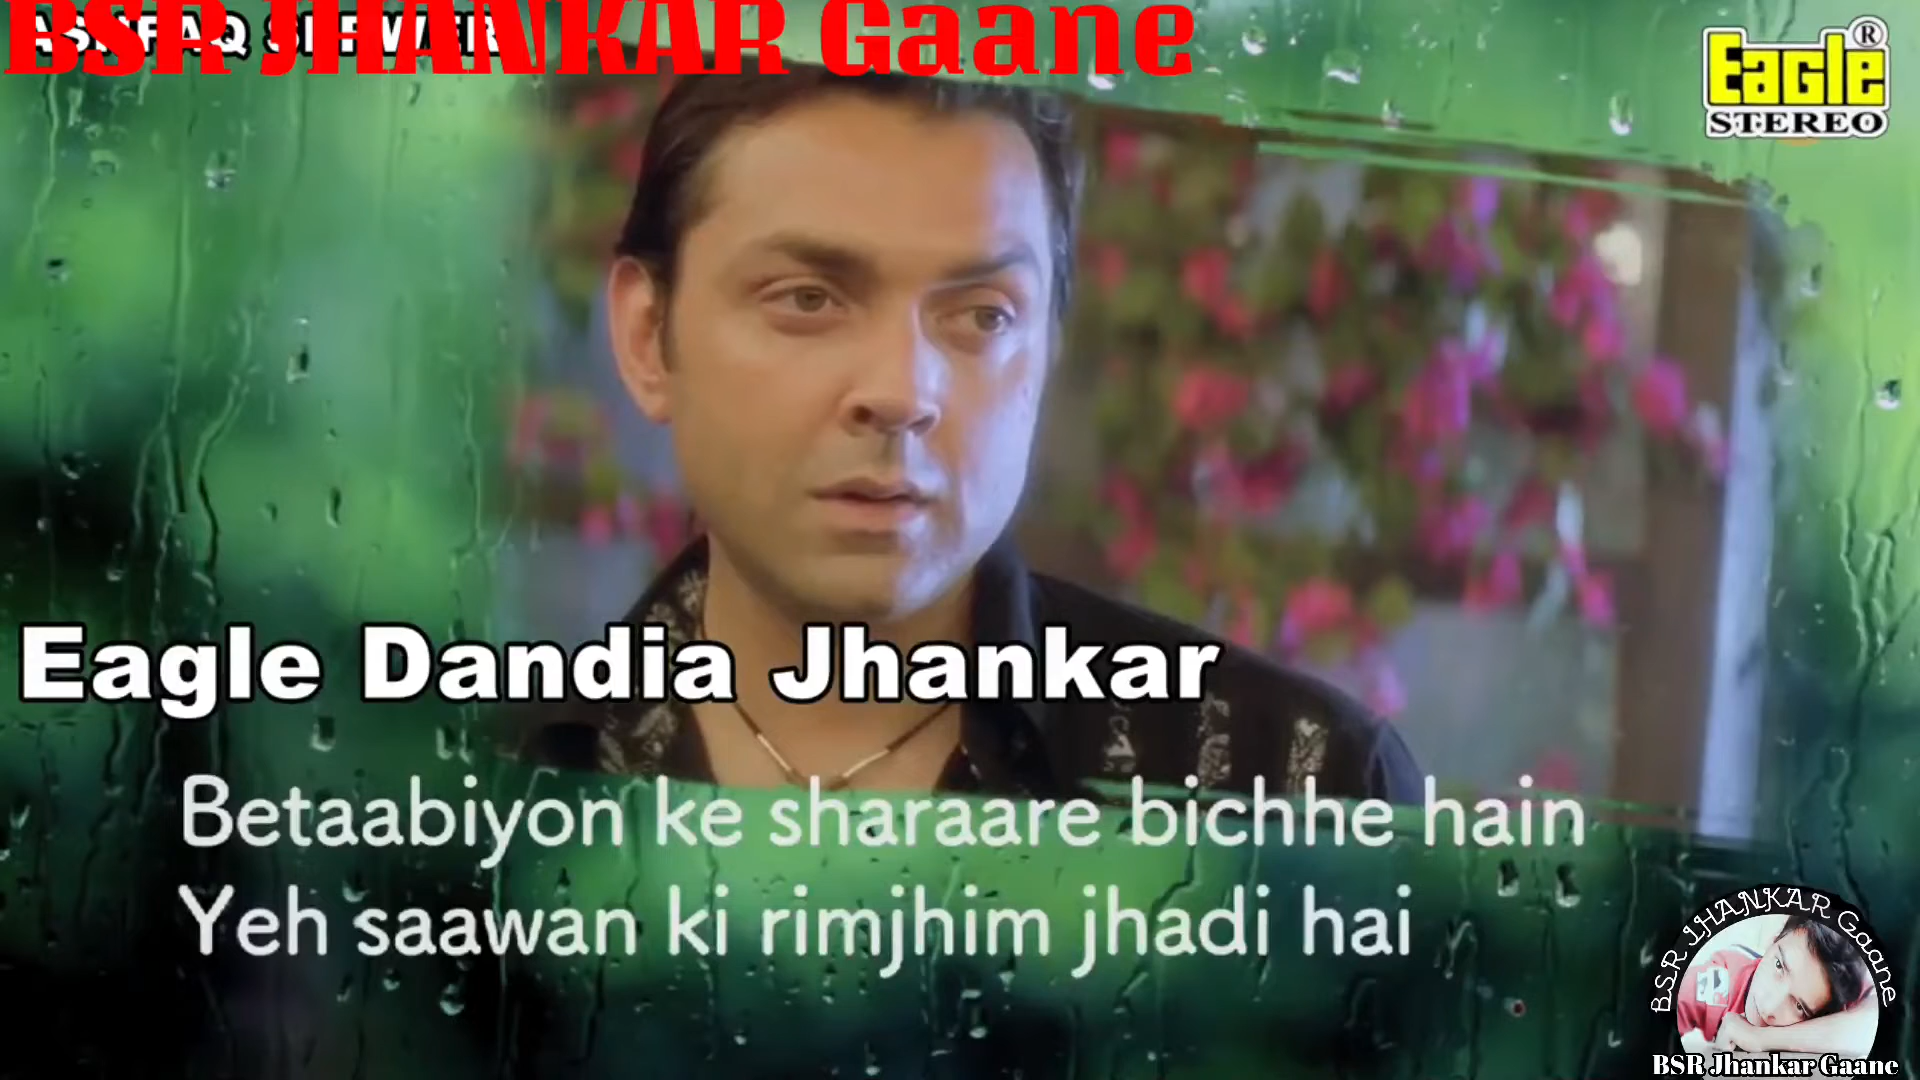 BSR JHANKAR Gaane
Eagle®
STEREO
Eagle Dandia Jhankar
Betaabiyon ke sharaare bichhe hain
Yeh saawan ki rimjhim jhadi hai
BSR JHANKAR Gaane
BSR Jhankar Gaane